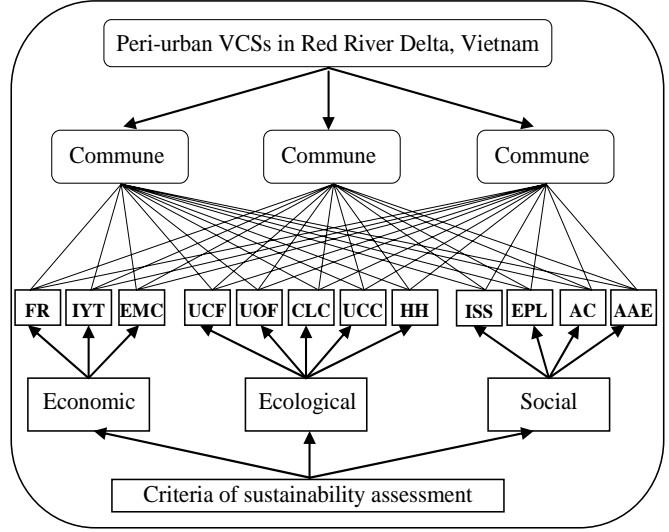 Peri-urban VCSs in Red River Delta, Vietnam
Commune Commune Commune
FR IYT EMC UCF UOF CLC UCC HH ISS EPL AC AAE
Economic Ecological Social
Criteria of sustainability assessment